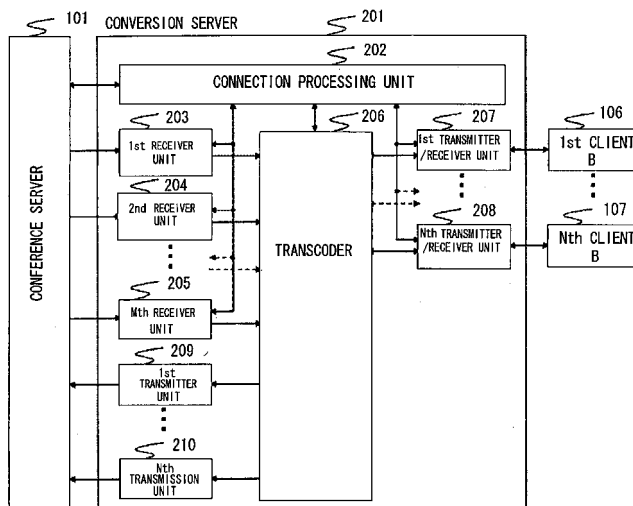 101
CONVERSION SERVER
201
202
CONNECTION PROCESSING UNIT
203
1st RECEIVER
UNIT
204
2nd RECEIVER
UNIT
205
Mth RECEIVER
UNIT
209
1st
TRANSMITTER
UNIT
210
Nth
TRANSMISSION
UNIT
CONFERENCE SERVER
206
TRANSCODER
207
1st TRANSMITTER
/RECEIVER UNIT
208
Nth TRANSMITTER
/RECEIVER UNIT
106
1st CLIENT
B
107
Nth CLIENT
B